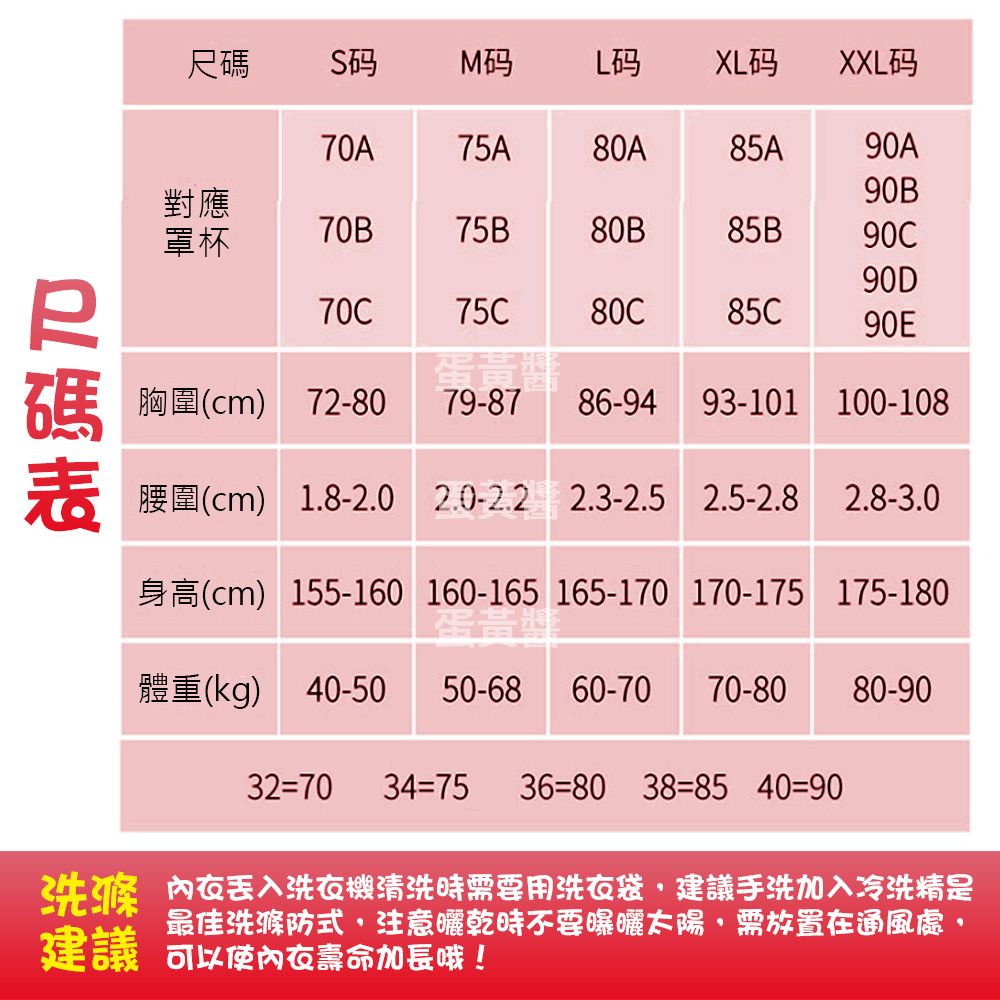 尺碼表
尺碼 S码 M码 L码 XL码 XXL码
對應罩杯
70A 75A 80A 85A 90A
90B
70B 75B 80B 85B 90C
90D
70C 75C 80C 85C 90E
蛋黃醬
胸圍(cm) 72-80 79-87 86-94 93-101 100-108
腰圍(cm) 1.8-2.0 2.0-2.2 2.3-2.5 2.5-2.8 2.8-3.0
蛋黃醬
身高(cm) 155-160 160-165 165-170 170-175 175-180
蛋黃醬
體重(kg) 40-50 50-68 60-70 70-80 80-90
32=70 34=75 36=80 38=85 40=90
洗滌建議
內衣丟入洗衣機清洗時需要用洗衣袋，建議手洗加入冷洗精是
最佳洗滌防式，注意曬乾時不要曝曬太陽，需放置在通風處，
可以使內衣壽命加長哦！